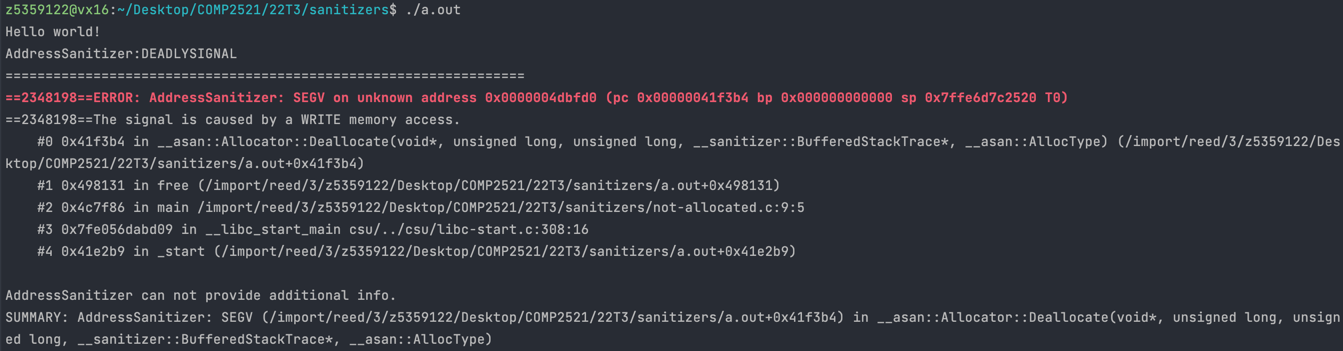 z5359122@vx16:~/Desktop/COMP2521/22T3/sanitizers$ ./a.out
Hello world!
AddressSanitizer:DEADLYSIGNAL
=================================================================
==2348198==ERROR: AddressSanitizer: SEGV on unknown address 0x0000004dbfd0 (pc 0x00000041f3b4 bp 0x000000000000 sp 0x7ffe6d7c2520 T0)
==2348198==The signal is caused by a WRITE memory access.
    #0 0x41f3b4 in __asan::Allocator::Deallocate(void*, unsigned long, unsigned long, __sanitizer::BufferedStackTrace*, __asan::AllocType) (/import/reed/3/z5359122/Des
ktop/COMP2521/22T3/sanitizers/a.out+0x41f3b4)
    #1 0x498131 in free (/import/reed/3/z5359122/Desktop/COMP2521/22T3/sanitizers/a.out+0x498131)
    #2 0x4c7f86 in main /import/reed/3/z5359122/Desktop/COMP2521/22T3/sanitizers/not-allocated.c:9:5
    #3 0x7fe056dabd09 in __libc_start_main csu/../csu/libc-start.c:308:16
    #4 0x41e2b9 in _start (/import/reed/3/z5359122/Desktop/COMP2521/22T3/sanitizers/a.out+0x41e2b9)

AddressSanitizer can not provide additional info.
SUMMARY: AddressSanitizer: SEGV (/import/reed/3/z5359122/Desktop/COMP2521/22T3/sanitizers/a.out+0x41f3b4) in __asan::Allocator::Deallocate(void*, unsigned long, unsign
ed long, __sanitizer::BufferedStackTrace*, __asan::AllocType)